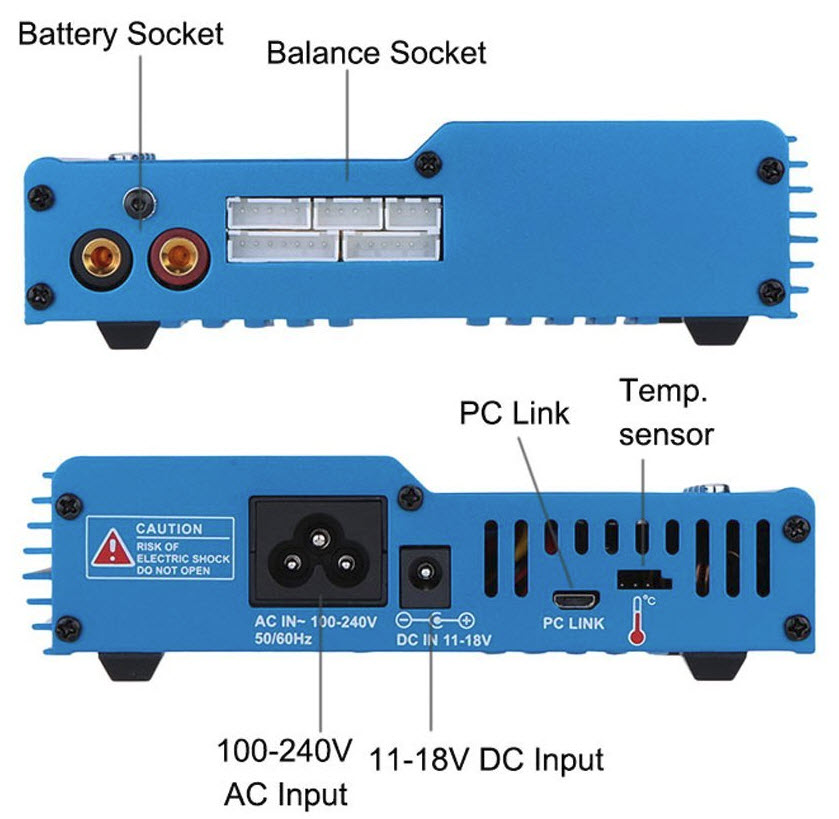 Battery Socket
Balance Socket
PC Link
Temp.
sensor
CAUTION
RISK OF
ELECTRIC SHOCK
DO NOT OPEN
AC IN~ 100-240V
50/60Hz
DC IN 11-18V
PC LINK
°C
100-240V
AC Input
11-18V DC Input